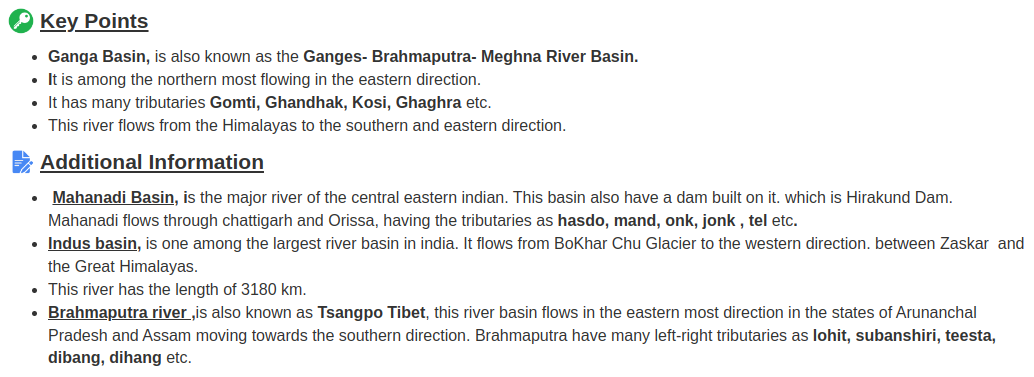 Key Points
Ganga Basin, is also known as the Ganges- Brahmaputra- Meghna River Basin.
It is among the northern most flowing in the eastern direction.
It has many tributaries Gomti, Ghandhak, Kosi, Ghaghra etc.
This river flows from the Himalayas to the southern and eastern direction.
Additional Information
Mahanadi Basin, is the major river of the central eastern indian. This basin also have a dam built on it. which is Hirakund Dam.
Mahanadi flows through chattigarh and Orissa, having the tributaries as hasdo, mand, onk, jonk , tel etc.
Indus basin, is one among the largest river basin in india. It flows from BoKhar Chu Glacier to the western direction. between Zaskar and
the Great Himalayas.
This river has the length of 3180 km.
Brahmaputra river ,is also known as Tsangpo Tibet, this river basin flows in the eastern most direction in the states of Arunanchal
Pradesh and Assam moving towards the southern direction. Brahmaputra have many left-right tributaries as lohit, subanshiri, teesta,
dibang, dihang etc.